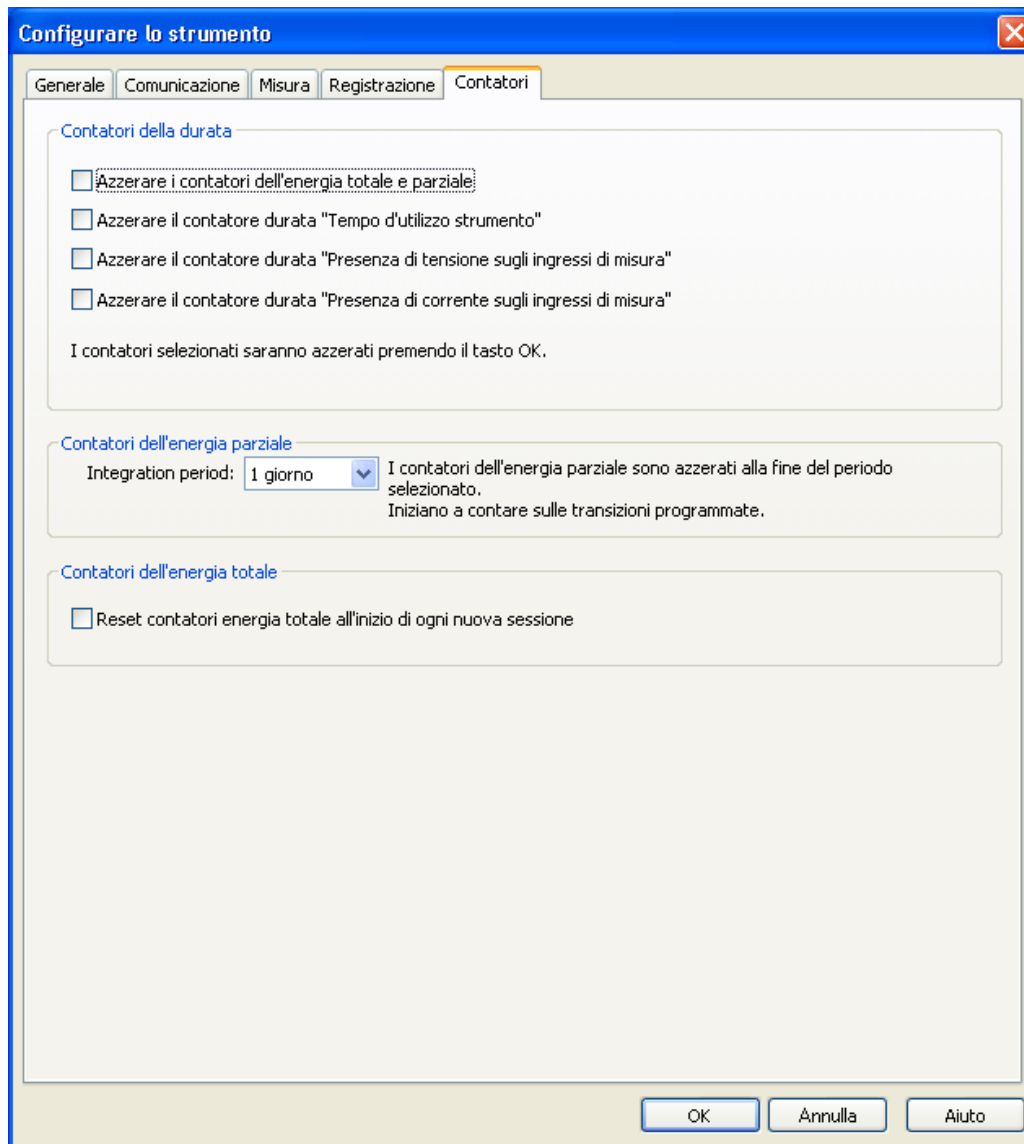 Configurare lo strumento
Generale Comunicazione Misura Registrazione Contatori
Contatori della durata
Azzerare i contatori dell'energia totale e parziale
Azzerare il contatore durata "Tempo d'utilizzo strumento"
Azzerare il contatore durata "Presenza di tensione sugli ingressi di misura"
Azzerare il contatore durata "Presenza di corrente sugli ingressi di misura"
I contatori selezionati saranno azzerati premendo il tasto OK.
Contatori dell'energia parziale
Integration period: 1 giorno
I contatori dell'energia parziale sono azzerati alla fine del periodo
selezionato.
Iniziano a contare sulle transizioni programmate.
Contatori dell'energia totale
Reset contatori energia totale all'inizio di ogni nuova sessione
OK Annulla Aiuto